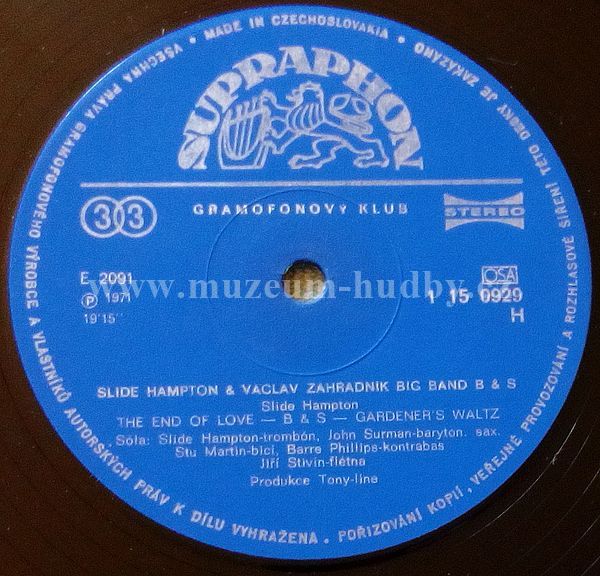 VŠECHNA PRÁVA GRAMOFONOVÉHO VÝROBCE A VLASTNÍKŮ AUTORSKÝCH PRÁV K DÍLU VYHRAŽENA. POŘIZOVÁNÍ KOPIÍ, VEŘEJNÉ PROVOZOVÁNÍ A ROZHLASOVÉ ŠÍŘENÍ TÉTO DESKY JE ZAKÁZÁNO • MADE IN CZECHOSLOVAKIA •
SUPRAPHON
33 GRAMOFONOVÝ KLUB STEREO
E 2091 OSA
www.muzeum-hudby.cz
℗ 1971 1 15 0929
19'15'' H
SLIDE HAMPTON & VACLAV ZAHRADNIK BIG BAND B & S
Slide Hampton
THE END OF LOVE — B & S — GARDENER'S WALTZ
Sóla: Slide Hampton-trombón, John Surman-baryton. sax.
Stu Martin-bicí, Barre Phillips-kontrabas
Jiří Stivín-flétna
Produkce Tony-line